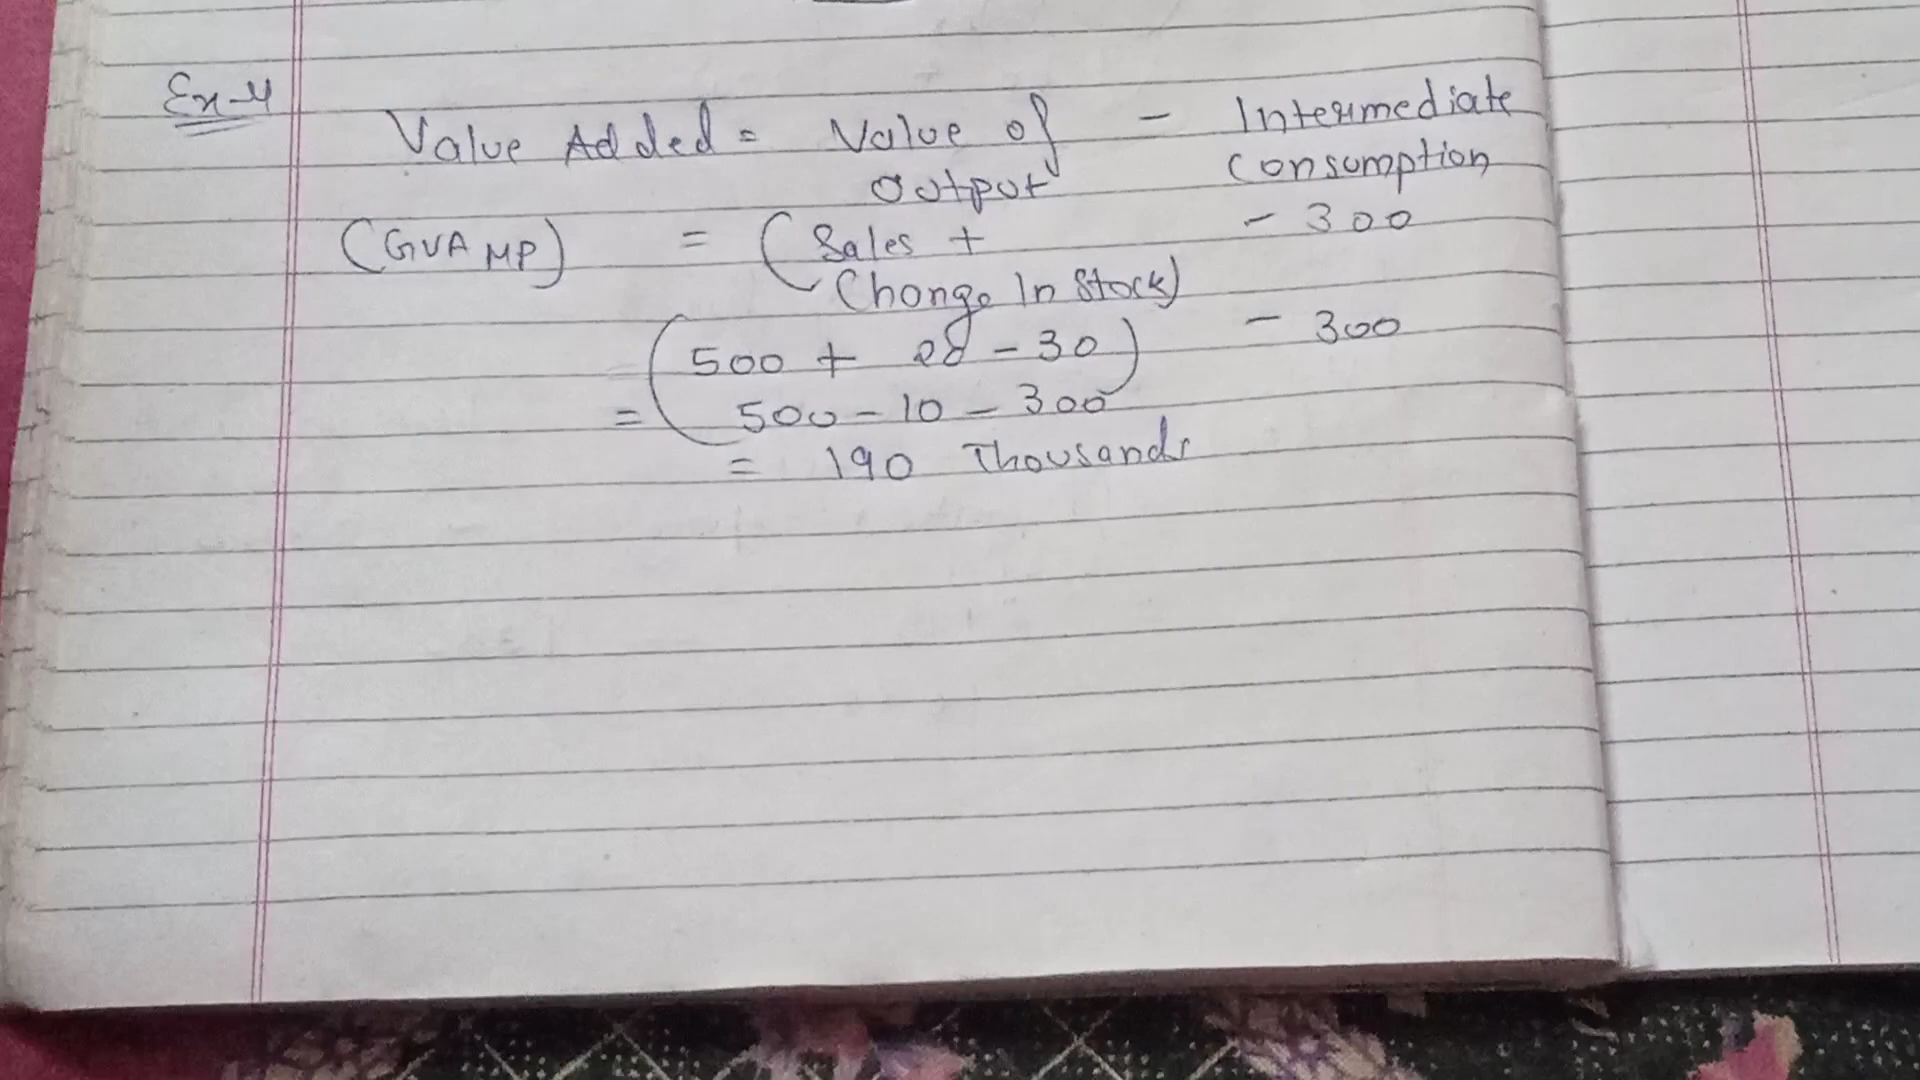 Ex-4
Value Added = Value of output - Intermediate Consumption
(GVA MP) = (Sales + Change In Stock) - 300
= (500 + 20 - 30) - 300
= 500 - 10 - 300
= 190 Thousands